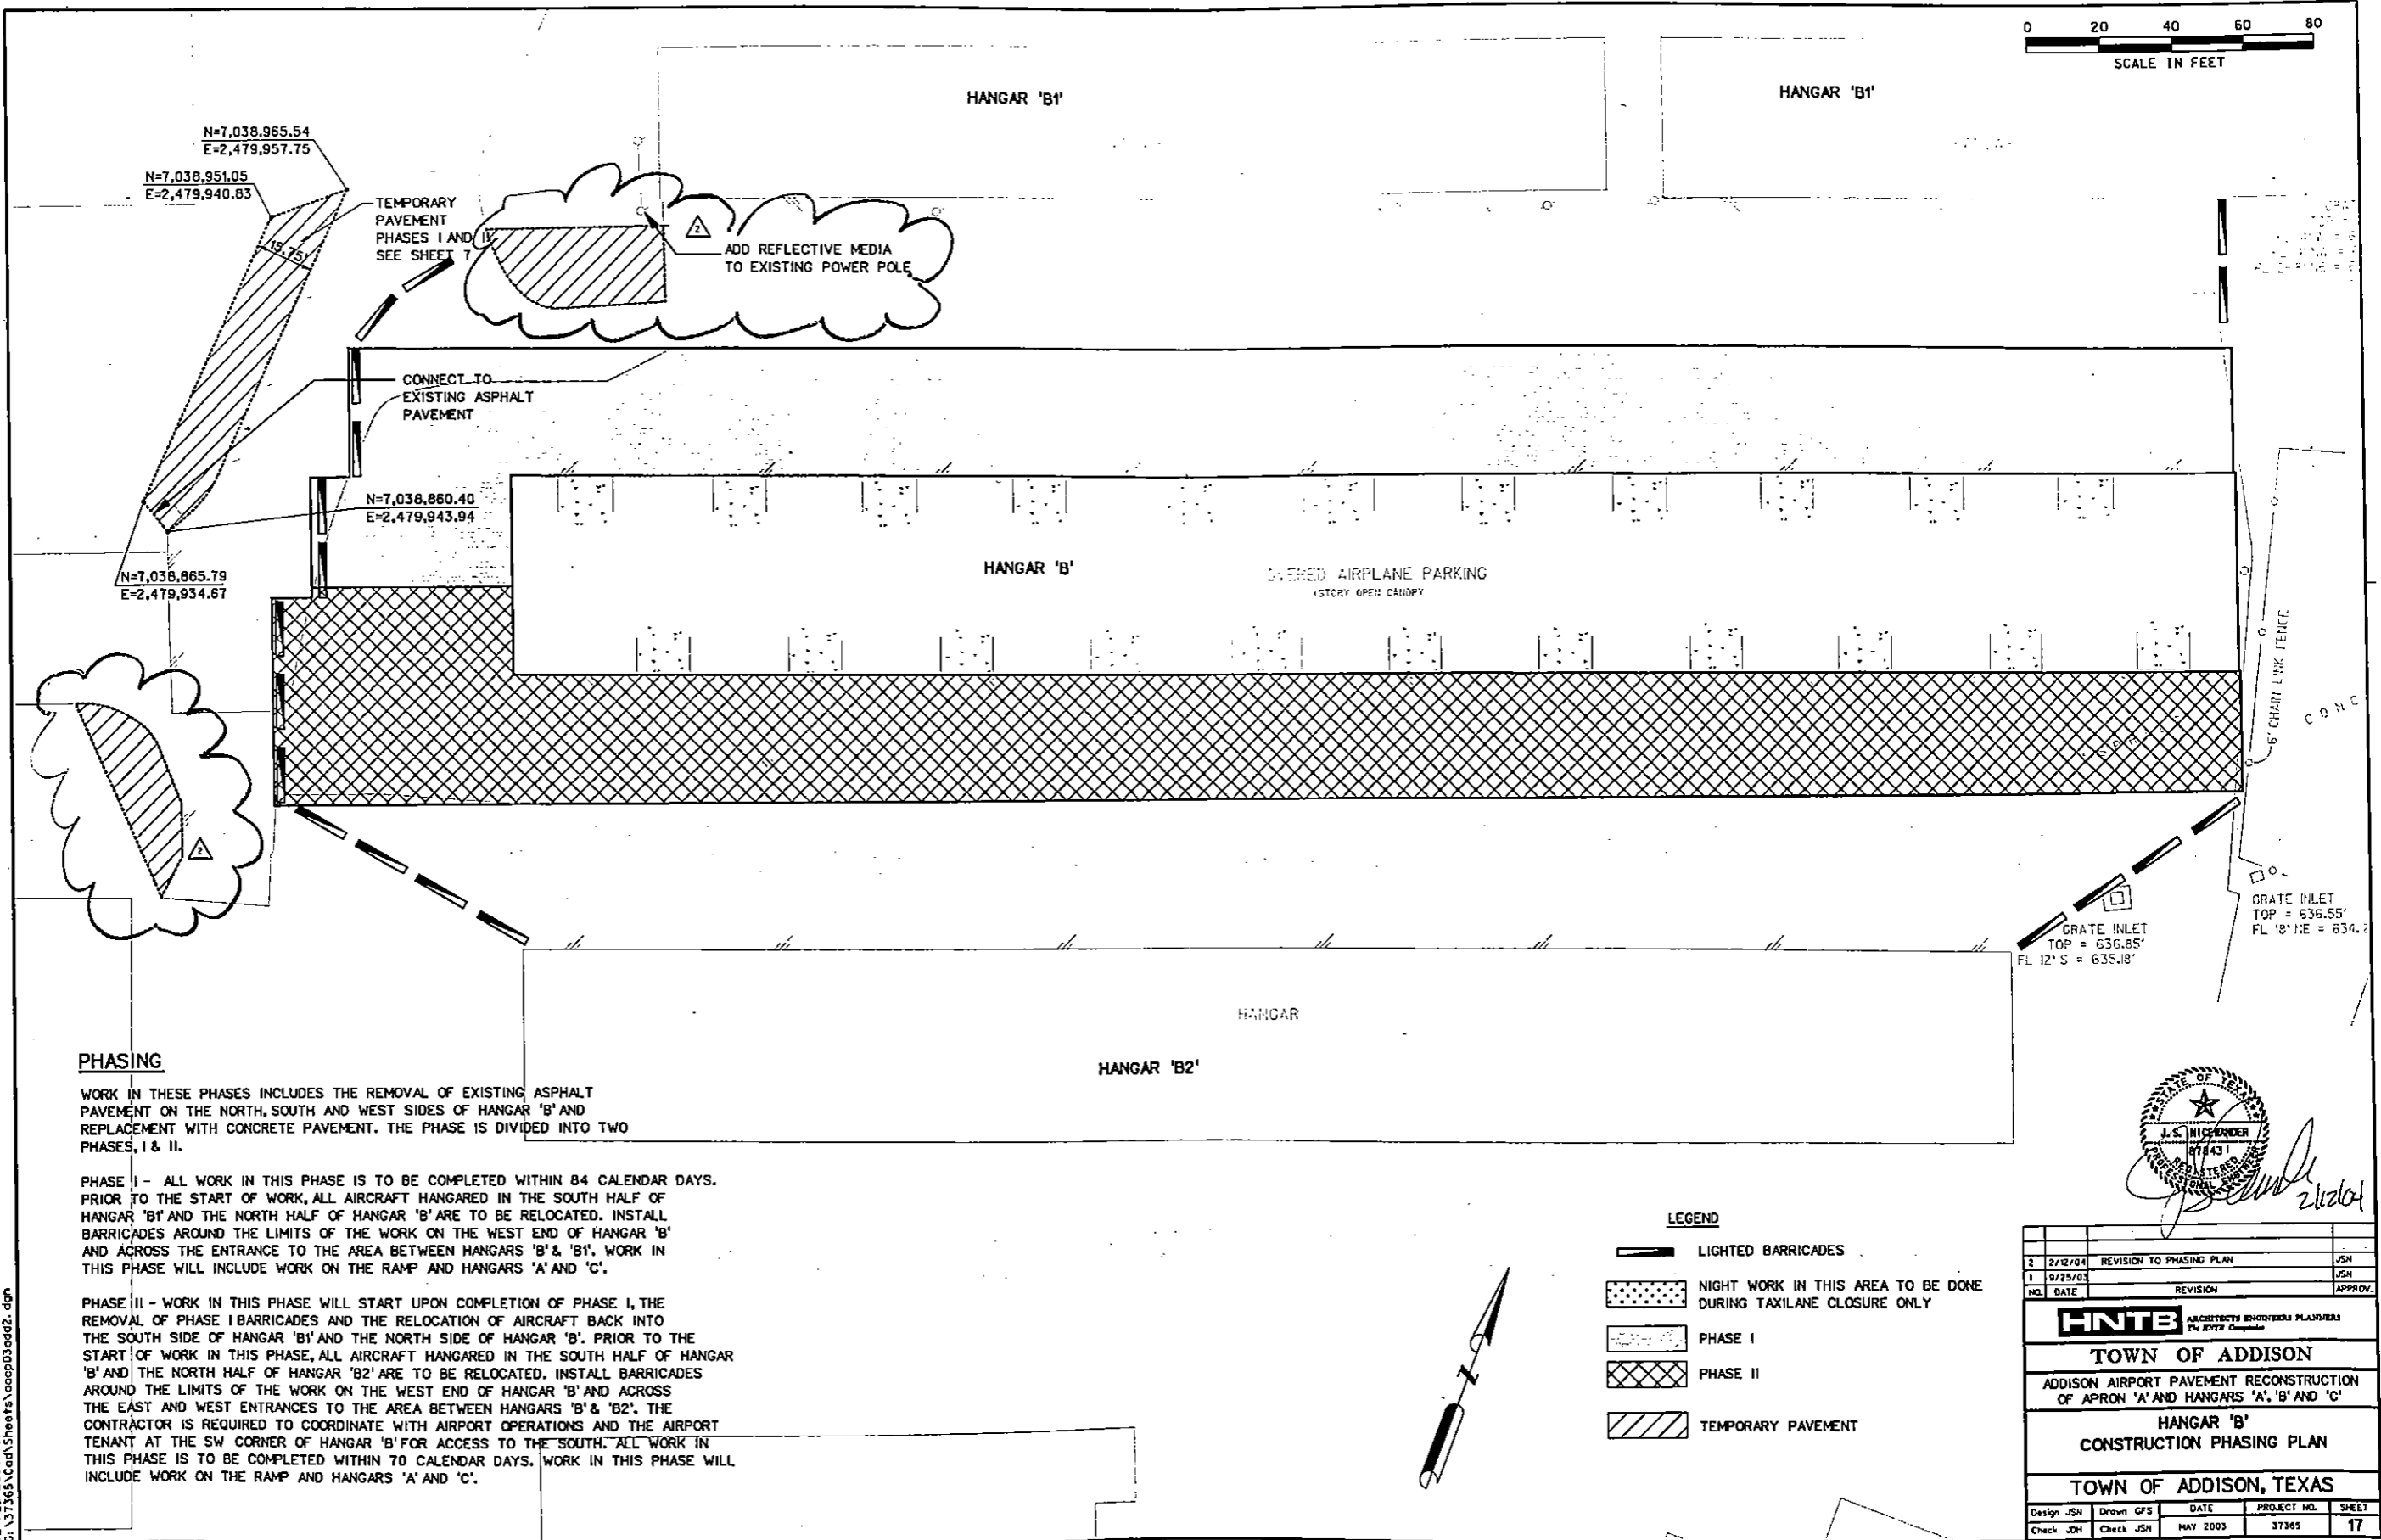 0 20 40 60 80
SCALE IN FEET
HANGAR 'B1'
HANGAR 'B1'
N=7,038,965.54
E=2,479,957.75
N=7,038,951.05
E=2,479,940.83
TEMPORARY
PAVEMENT
PHASES I AND II
SEE SHEET 7
15.75'
2
ADD REFLECTIVE MEDIA
TO EXISTING POWER POLE
CONNECT TO
EXISTING ASPHALT
PAVEMENT
N=7,038,860.40
E=2,479,943.94
N=7,038,865.79
E=2,479,934.67
HANGAR 'B'
AIRPLANE PARKING
STORY OPEN CANOPY
6' CHAIN LINK FENCE
CONC
2
GRATE INLET
TOP = 636.55'
GRATE INLET
TOP = 636.85'
FL 12" S = 635.18'
HANGAR
HANGAR 'B2'
PHASING
WORK IN THESE PHASES INCLUDES THE REMOVAL OF EXISTING ASPHALT
PAVEMENT ON THE NORTH, SOUTH AND WEST SIDES OF HANGAR 'B' AND
REPLACEMENT WITH CONCRETE PAVEMENT. THE PHASE IS DIVIDED INTO TWO
PHASES, I & II.
PHASE I - ALL WORK IN THIS PHASE IS TO BE COMPLETED WITHIN 84 CALENDAR DAYS.
PRIOR TO THE START OF WORK, ALL AIRCRAFT HANGARED IN THE SOUTH HALF OF
HANGAR 'B1' AND THE NORTH HALF OF HANGAR 'B' ARE TO BE RELOCATED. INSTALL
BARRICADES AROUND THE LIMITS OF THE WORK ON THE WEST END OF HANGAR 'B'
AND ACROSS THE ENTRANCE TO THE AREA BETWEEN HANGARS 'B' & 'B1'. WORK IN
THIS PHASE WILL INCLUDE WORK ON THE RAMP AND HANGARS 'A' AND 'C'.
PHASE II - WORK IN THIS PHASE WILL START UPON COMPLETION OF PHASE I, THE
REMOVAL OF PHASE I BARRICADES AND THE RELOCATION OF AIRCRAFT BACK INTO
THE SOUTH SIDE OF HANGAR 'B1' AND THE NORTH SIDE OF HANGAR 'B'. PRIOR TO THE
START OF WORK IN THIS PHASE, ALL AIRCRAFT HANGARED IN THE SOUTH HALF OF HANGAR
'B' AND THE NORTH HALF OF HANGAR 'B2' ARE TO BE RELOCATED. INSTALL BARRICADES
AROUND THE LIMITS OF THE WORK ON THE WEST END OF HANGAR 'B' AND ACROSS
THE EAST AND WEST ENTRANCES TO THE AREA BETWEEN HANGARS 'B' & 'B2'. THE
CONTRACTOR IS REQUIRED TO COORDINATE WITH AIRPORT OPERATIONS AND THE AIRPORT
TENANT AT THE SW CORNER OF HANGAR 'B' FOR ACCESS TO THE SOUTH. ALL WORK IN
THIS PHASE IS TO BE COMPLETED WITHIN 70 CALENDAR DAYS. WORK IN THIS PHASE WILL
INCLUDE WORK ON THE RAMP AND HANGARS 'A' AND 'C'.
N
LEGEND
LIGHTED BARRICADES
NIGHT WORK IN THIS AREA TO BE DONE
DURING TAXILANE CLOSURE ONLY
PHASE I
PHASE II
TEMPORARY PAVEMENT
STATE OF TEXAS
REGISTERED
PROFESSIONAL ENGINEER
2/12/04
2 2/12/04 REVISION TO PHASING PLAN JSN
1 9/25/03 JSN
NO. DATE REVISION APPROV.
HNTB ARCHITECTS ENGINEERS PLANNERS
The HNTB Companies
TOWN OF ADDISON
ADDISON AIRPORT PAVEMENT RECONSTRUCTION
OF APRON 'A' AND HANGARS 'A', 'B' AND 'C'
HANGAR 'B'
CONSTRUCTION PHASING PLAN
TOWN OF ADDISON, TEXAS
Design JSN Drawn GFS DATE PROJECT NO. SHEET
Check JDH Check JSN MAY 2003 37365 17